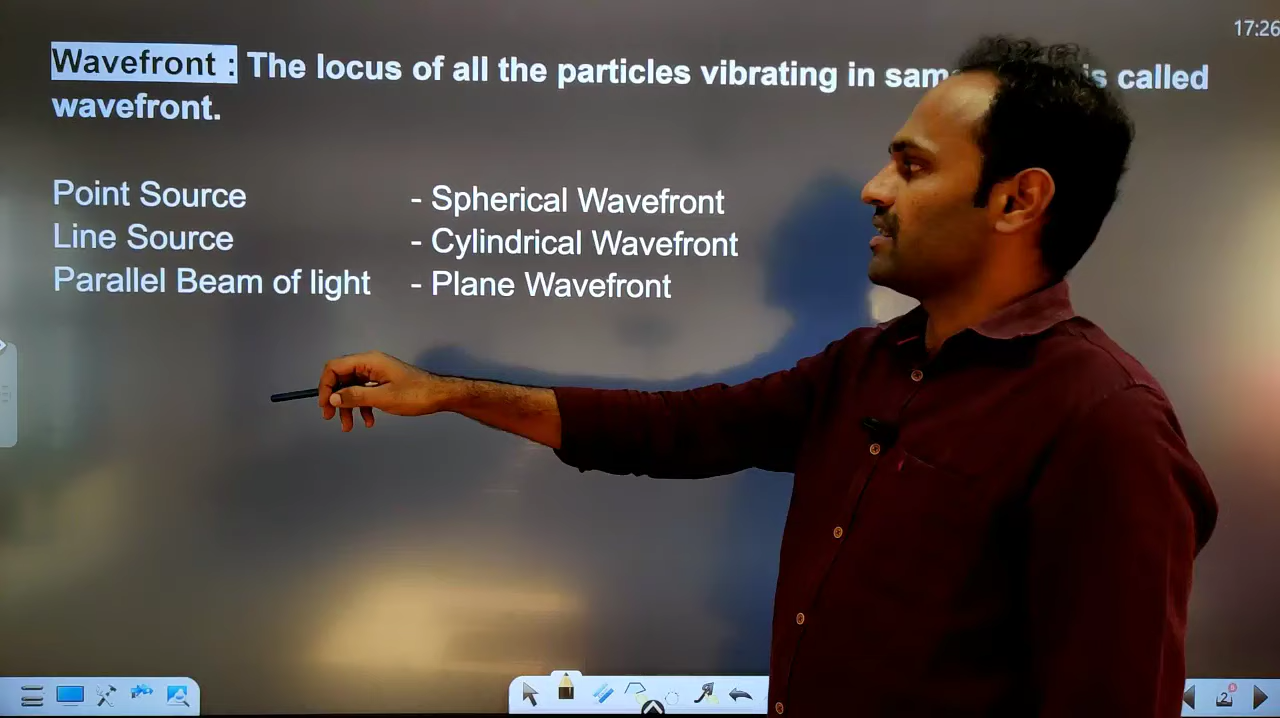 17:26
Wavefront : The locus of all the particles vibrating in is called
wavefront.
Point Source - Spherical Wavefront
Line Source - Cylindrical Wavefront
Parallel Beam of light - Plane Wavefront
2